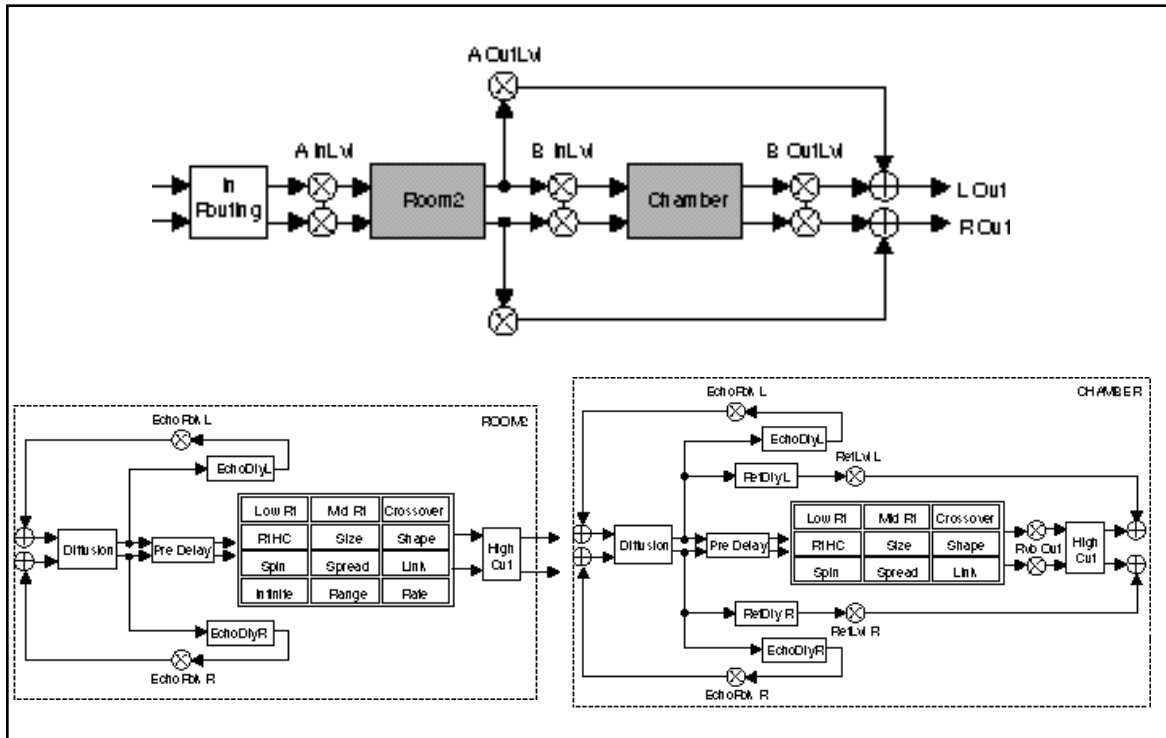 A Out Lvl
A InLvl
B InLvl
B OutLvl
In
Routing
Room2
Chamber
L Out
R Out
EchoFbk L
ROOM2
EchoDlyL
Low Rt
Mid Rt
Crossover
RtHC
Size
Shape
Spin
Spread
Link
Infinite
Range
Rate
Diffusion
Pre Delay
High
Cut
EchoDlyR
EchoFbk R
EchoFbk L
CHAMBER
EchoDlyL
RefLvl L
RefDly L
Low Rt
Mid Rt
Crossover
RtHC
Size
Shape
Spin
Spread
Link
Diffusion
Pre Delay
Rvb Out
High
Cut
RefDly R
RefLvl R
EchoDlyR
EchoFbk R